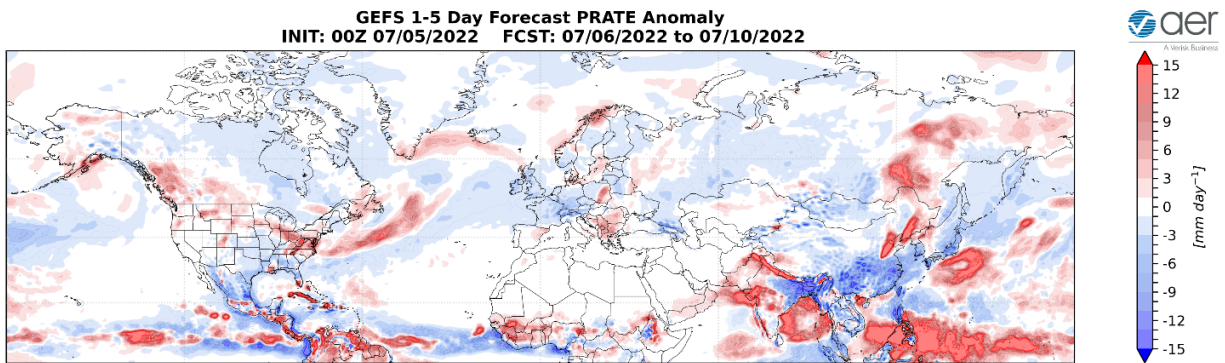 GEFS 1-5 Day Forecast PRATE Anomaly
INIT: 00Z 07/05/2022 FCST: 07/06/2022 to 07/10/2022
aer
A Verisk Business
15
12
9
6
3
0
-3
-6
-9
-12
-15
[mm day⁻¹]